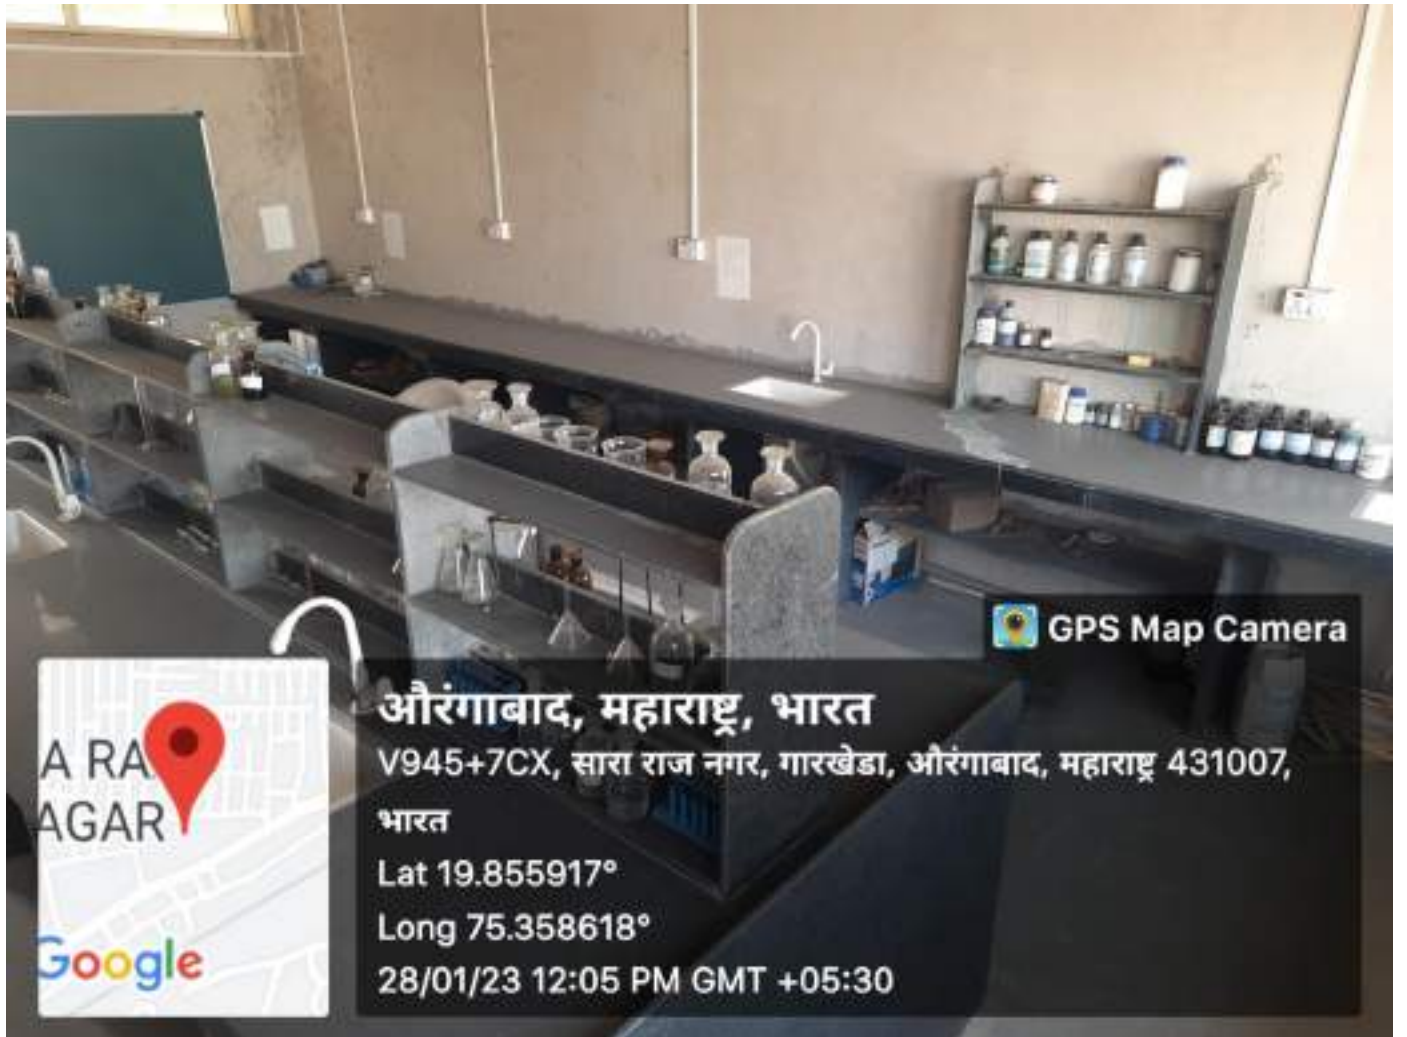 GPS Map Camera
औरंगाबाद, महाराष्ट्र, भारत
V945+7CX, सारा राज नगर, गारखेडा, औरंगाबाद, महाराष्ट्र 431007,
भारत
Lat 19.855917°
Long 75.358618°
28/01/23 12:05 PM GMT +05:30
A RA
AGAR
Google